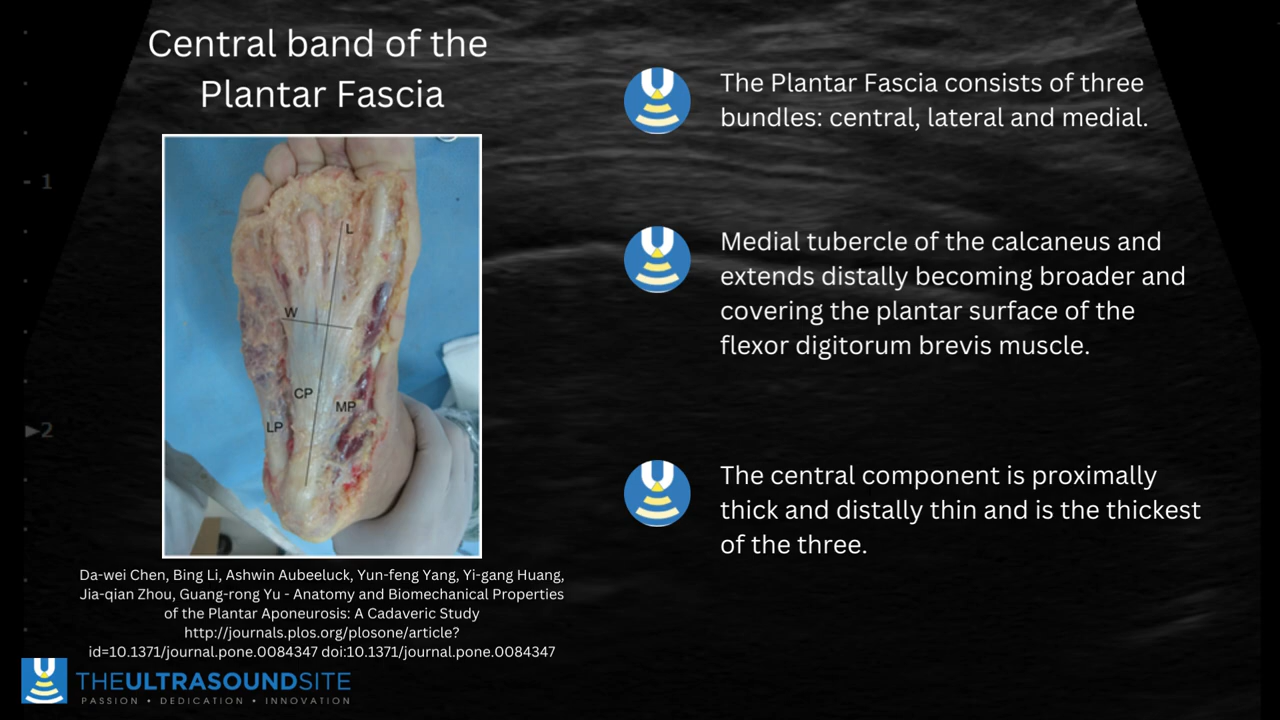 Central band of the
Plantar Fascia
L
W
CP
MP
LP
Da-wei Chen, Bing Li, Ashwin Aubeeluck, Yun-feng Yang, Yi-gang Huang,
Jia-qian Zhou, Guang-rong Yu - Anatomy and Biomechanical Properties
of the Plantar Aponeurosis: A Cadaveric Study
http://journals.plos.org/plosone/article?
id=10.1371/journal.pone.0084347 doi:10.1371/journal.pone.0084347
The Plantar Fascia consists of three
bundles: central, lateral and medial.
Medial tubercle of the calcaneus and
extends distally becoming broader and
covering the plantar surface of the
flexor digitorum brevis muscle.
The central component is proximally
thick and distally thin and is the thickest
of the three.
- 1
►2
THEULTRASOUNDSITE
PASSION • DEDICATION • INNOVATION